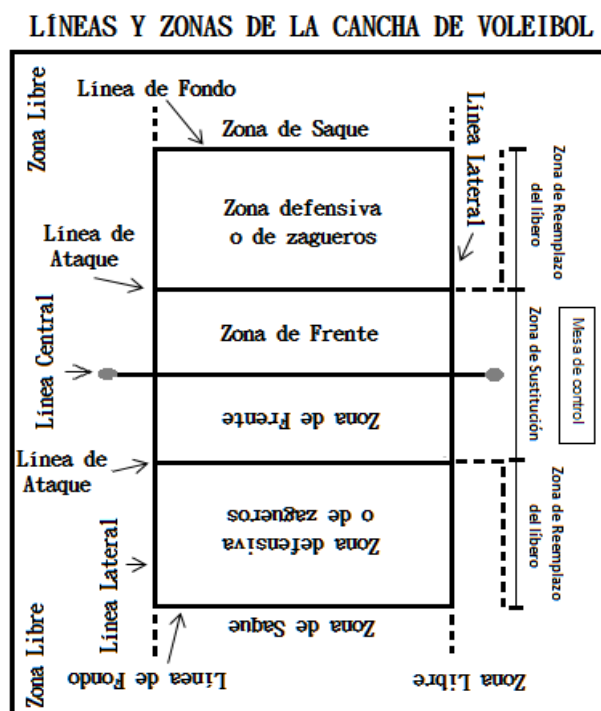 LÍNEAS Y ZONAS DE LA CANCHA DE VOLEIBOL
Zona Libre
Línea de Fondo
Zona de Saque
Línea Lateral
Zona de Reemplazo
del líbero
Zona defensiva
o de zagueros
Línea de
Ataque
Zona de Frente
Línea Central
Zona de Sustitución
Mesa de control
Zona de Frente
Línea de
Ataque
Zona defensiva
o de zagueros
Línea Lateral
Zona de Reemplazo
del líbero
Zona de Saque
Zona Libre
Línea de Fondo
Zona Libre